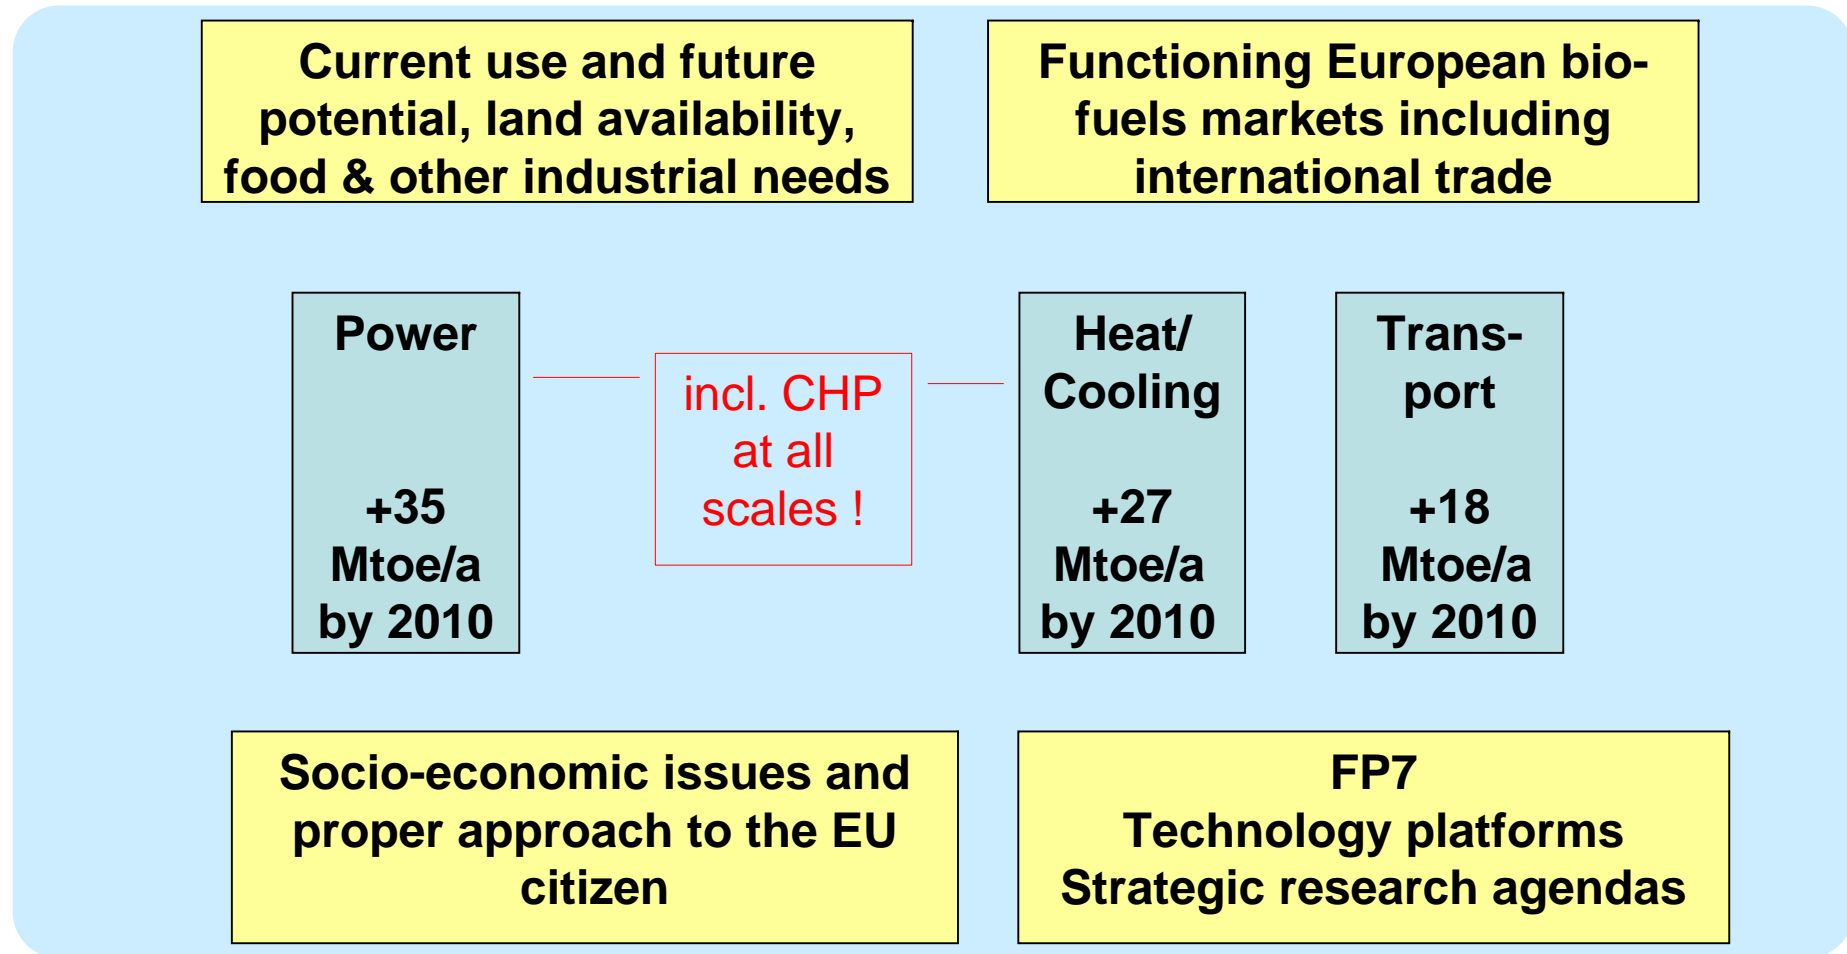 Current use and future
potential, land availability,
food & other industrial needs
Functioning European bio-
fuels markets including
international trade
Power
+35
Mtoe/a
by 2010
incl. CHP
at all
scales !
Heat/
Cooling
+27
Mtoe/a
by 2010
Trans-
port
+18
Mtoe/a
by 2010
Socio-economic issues and
proper approach to the EU
citizen
FP7
Technology platforms
Strategic research agendas